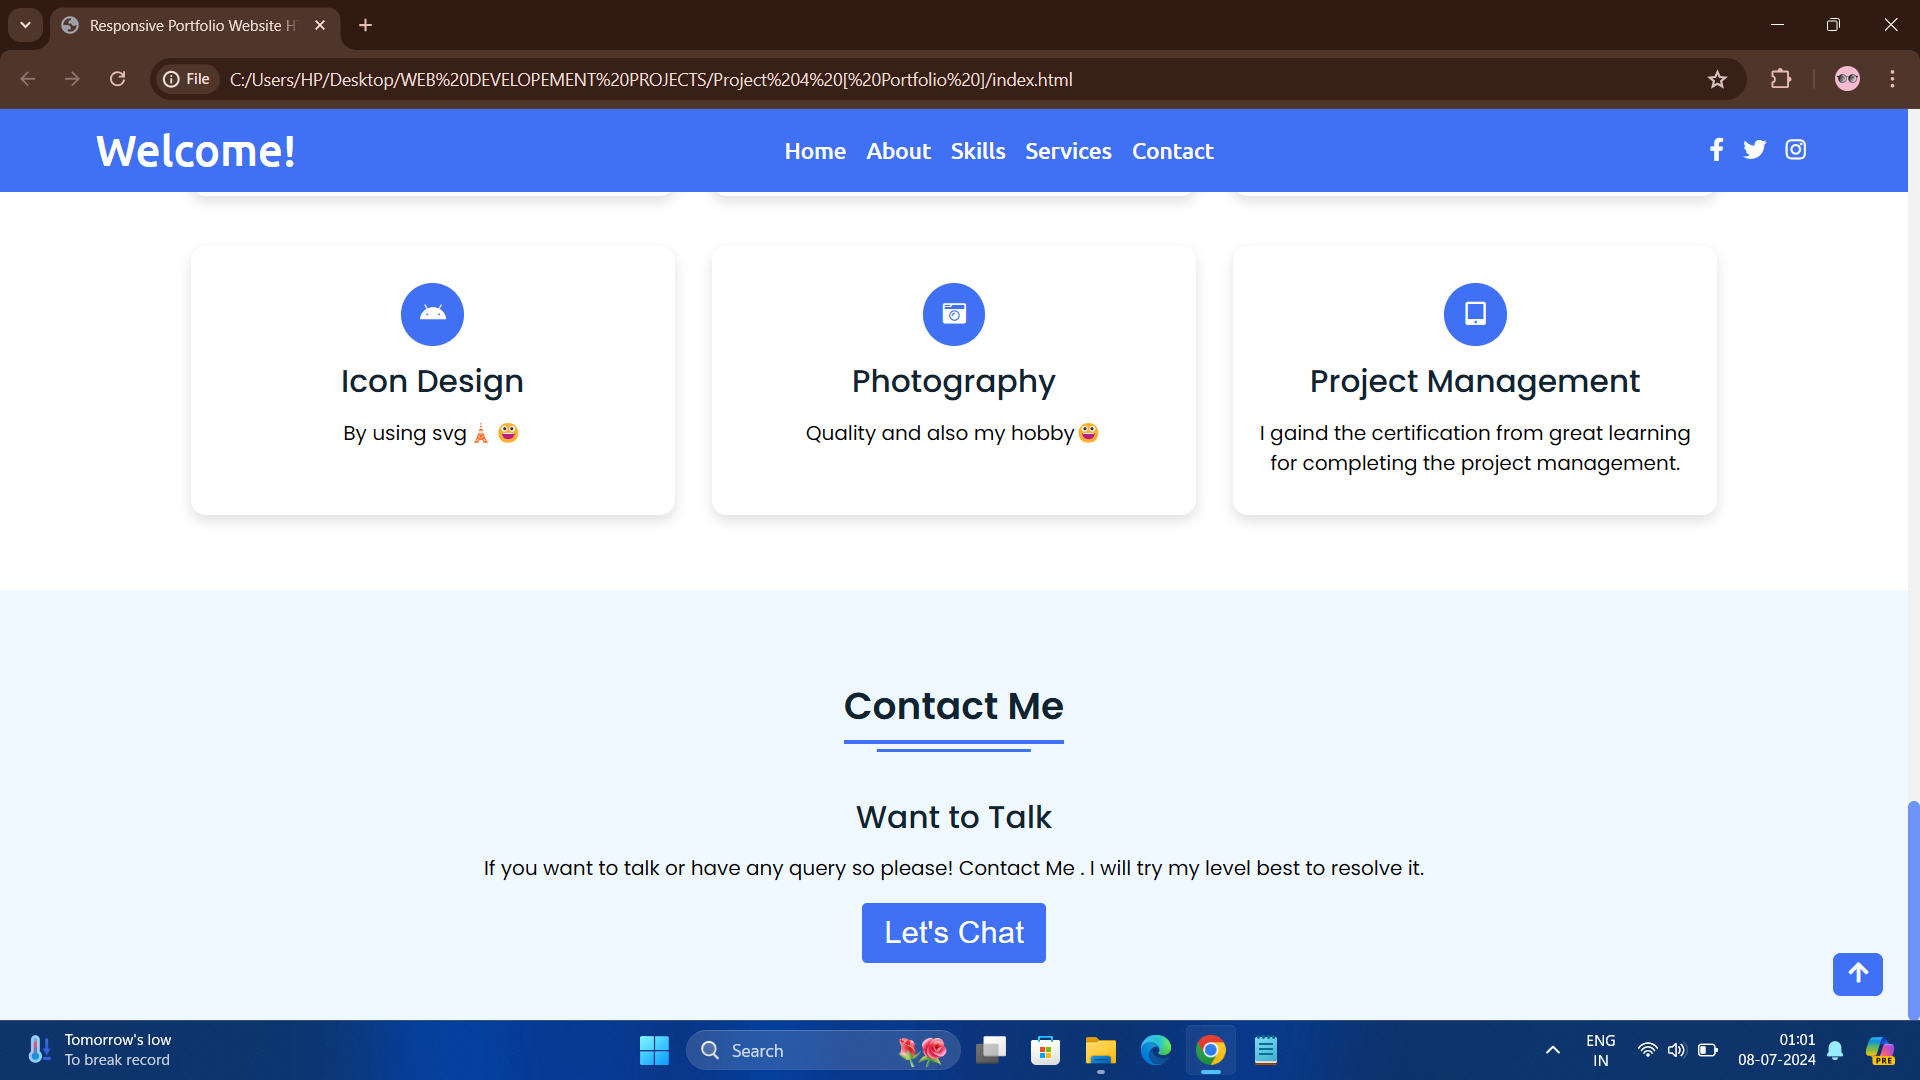 Responsive Portfolio Website H
File
C:/Users/HP/Desktop/WEB%20DEVELOPEMENT%20PROJECTS/Project%204%20[%20Portfolio%20]/index.html
Welcome!
Home About Skills Services Contact
Icon Design
By using svg🗼 😀
Photography
Quality and also my hobby😀
Project Management
I gaind the certification from great learning
for completing the project management.
Contact Me
Want to Talk
If you want to talk or have any query so please! Contact Me . I will try my level best to resolve it.
Let's Chat
Tomorrow's low
To break record
Search
ENG
IN
01:01
08-07-2024
PRE